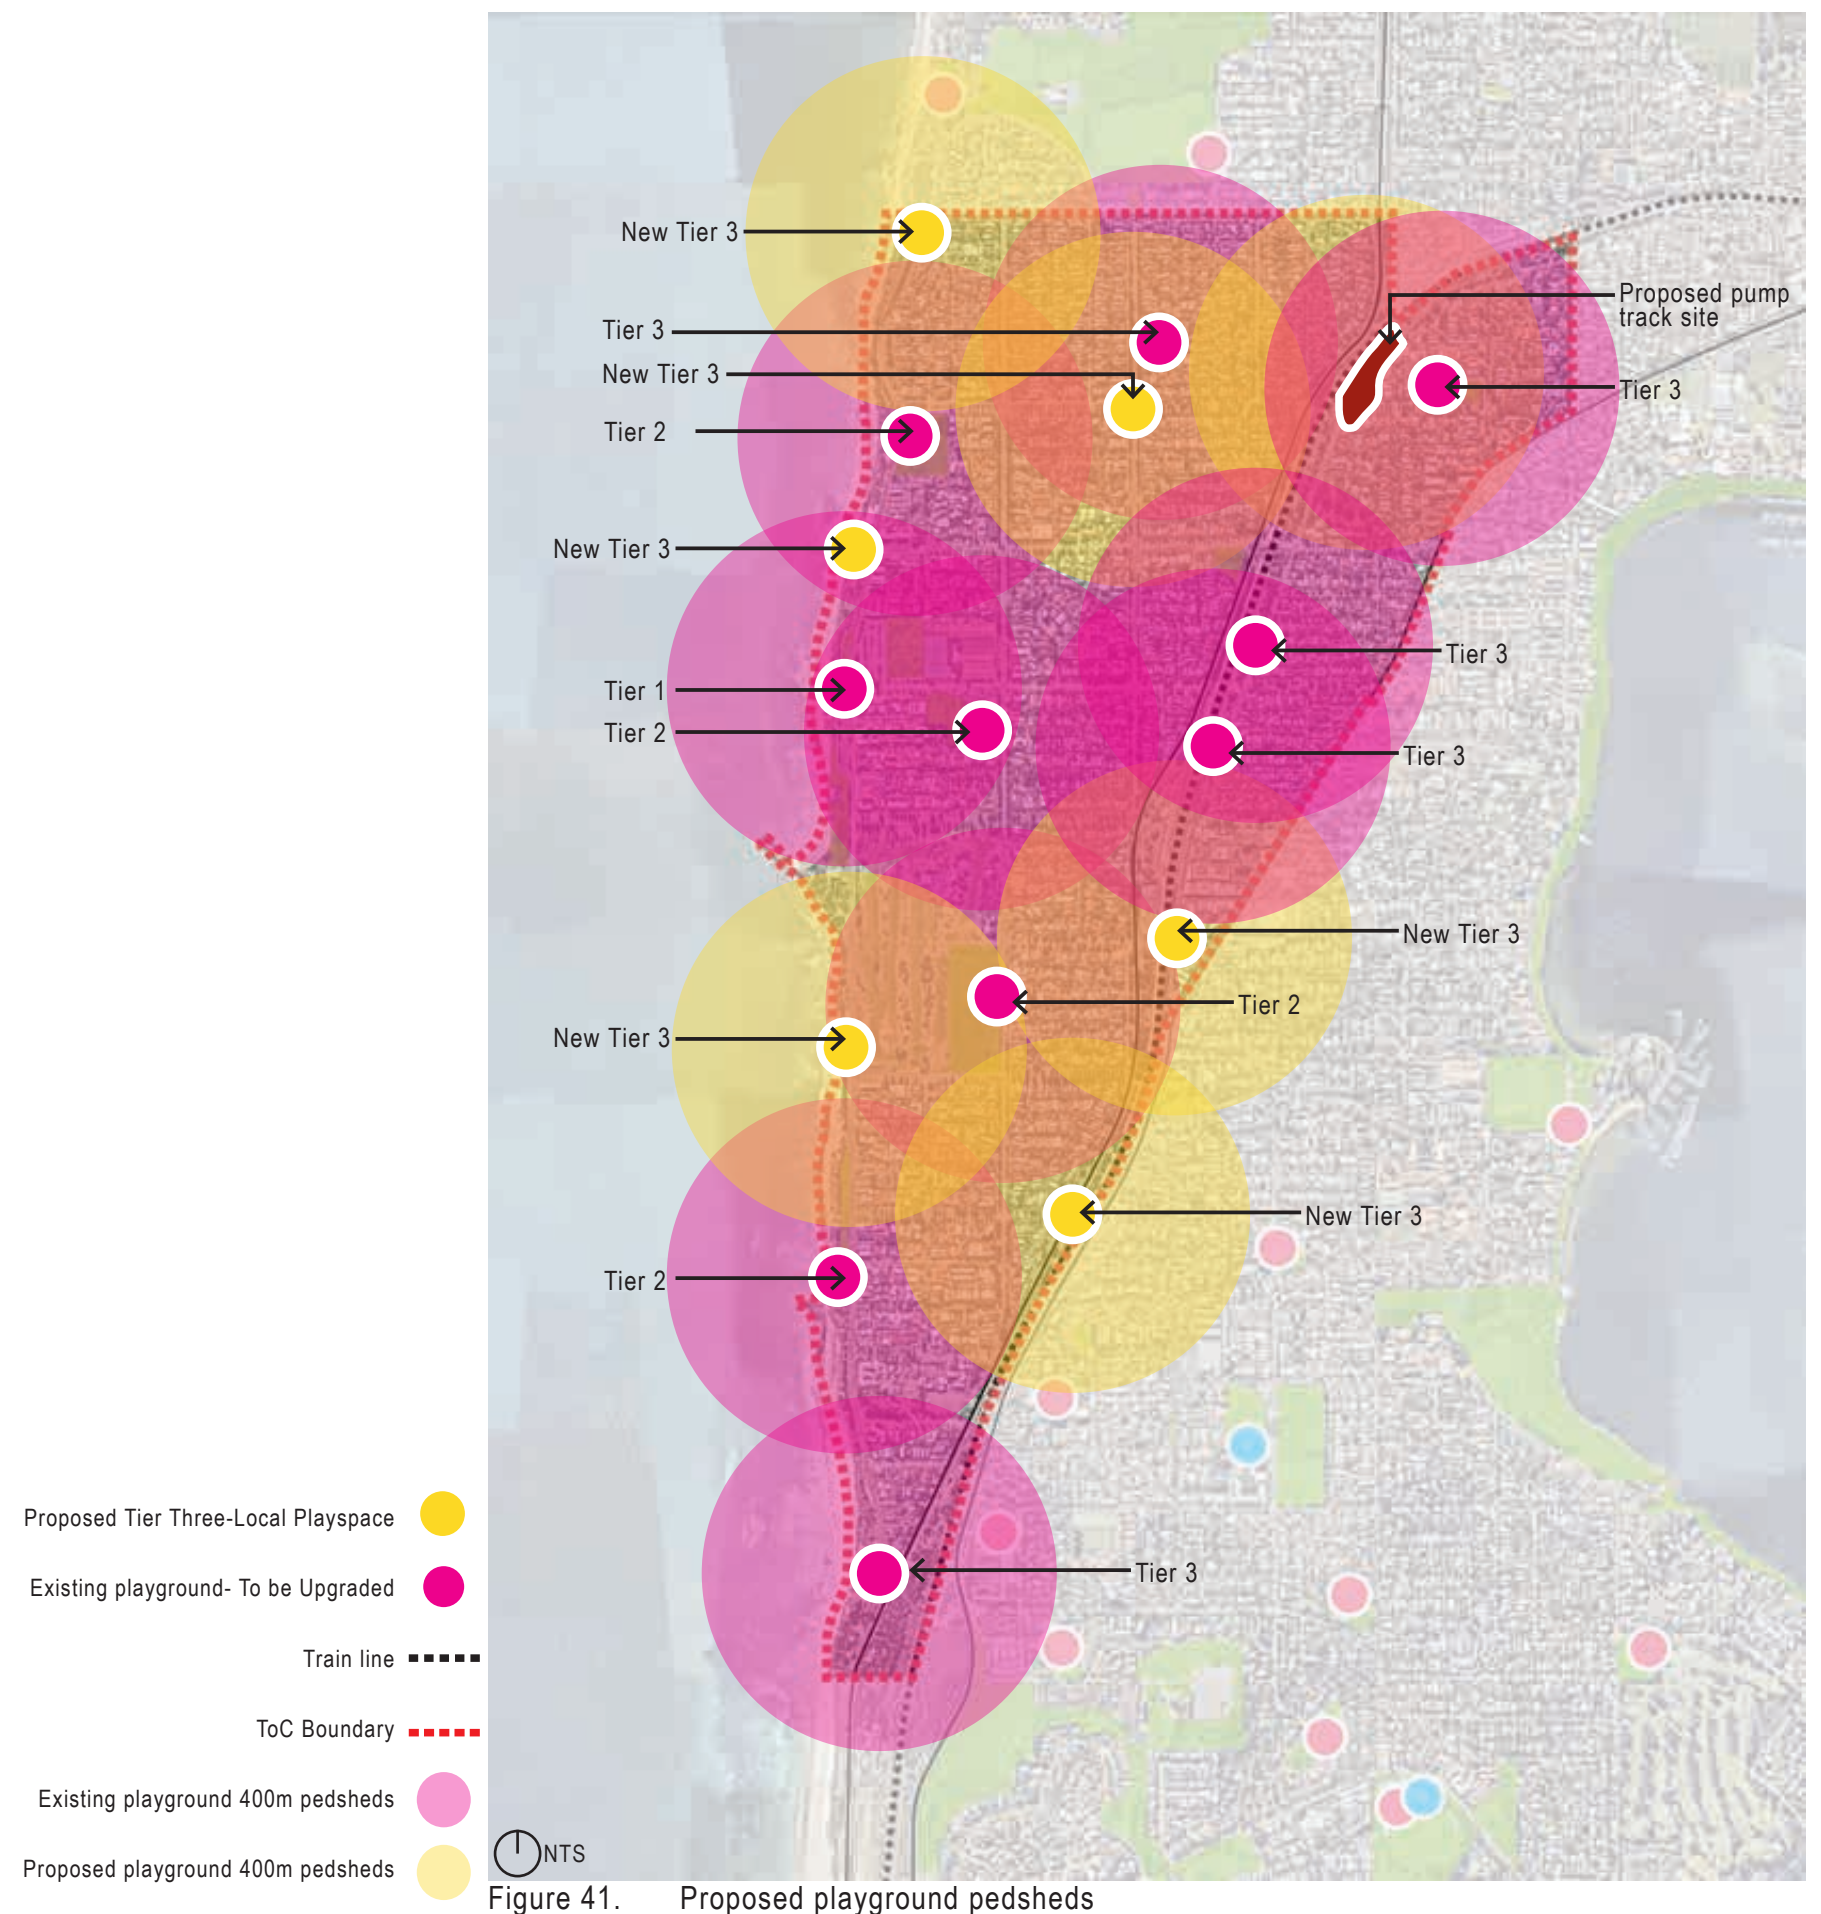 New Tier 3
Tier 3
New Tier 3
Tier 2
New Tier 3
Tier 1
Tier 2
New Tier 3
Tier 2
Proposed pump
track site
Tier 3
Tier 3
Tier 3
New Tier 3
Tier 2
New Tier 3
Tier 3
Proposed Tier Three-Local Playspace
Existing playground- To be Upgraded
Train line
ToC Boundary
Existing playground 400m pedsheds
Proposed playground 400m pedsheds
NTS
Figure 41. Proposed playground pedsheds